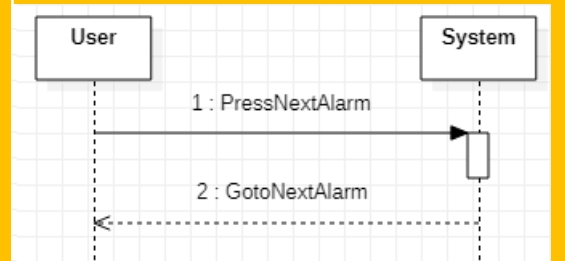 User
System
1 : PressNextAlarm
2 : GotoNextAlarm